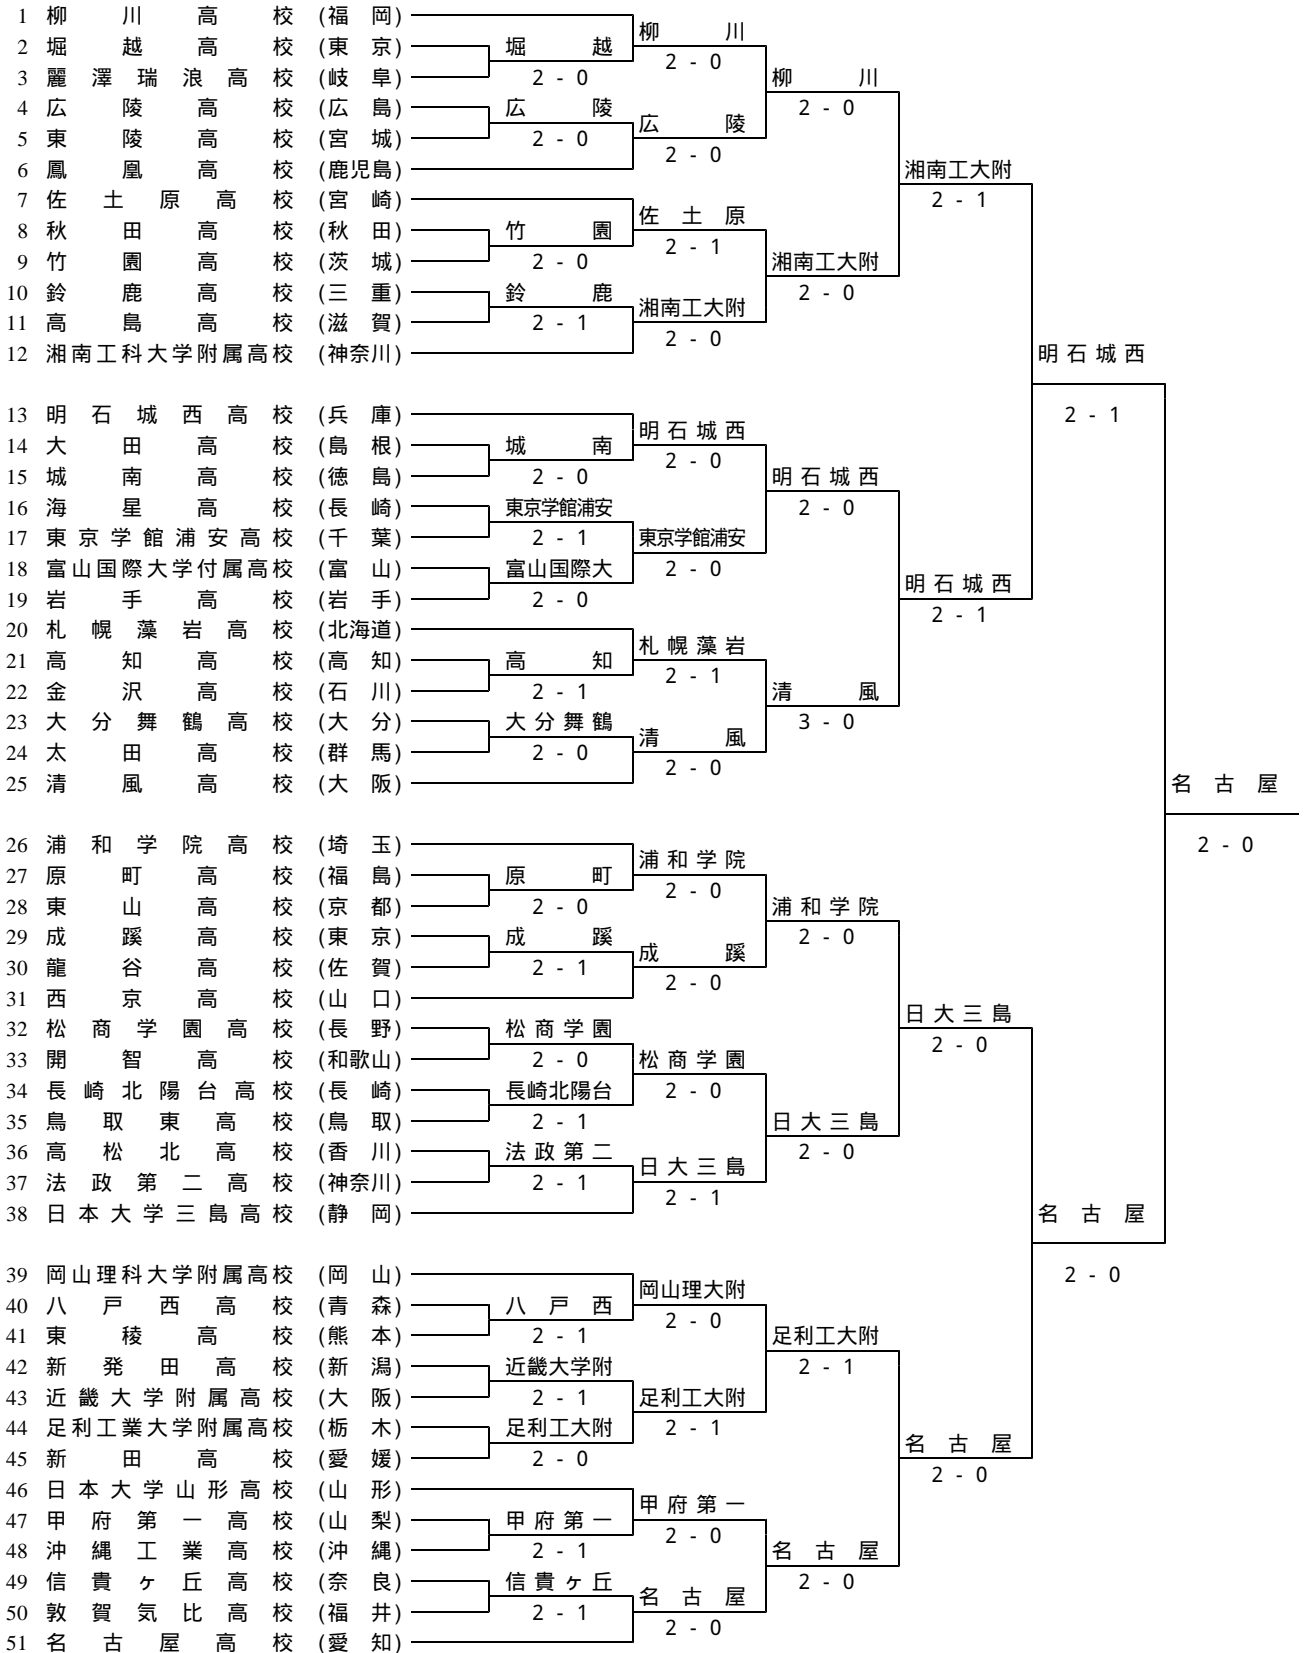 1 柳川高校 (福岡)
2 堀越高校 (東京)
3 麗澤瑞浪高校 (岐阜)
4 広陵高校 (広島)
5 東陵高校 (宮城)
6 鳳凰高校 (鹿児島)
7 佐土原高校 (宮崎)
8 秋田高校 (秋田)
9 竹園高校 (茨城)
10 鈴鹿高校 (三重)
11 高島高校 (滋賀)
12 湘南工科大学附属高校 (神奈川)
13 明石城西高校 (兵庫)
14 大田高校 (島根)
15 城南高校 (徳島)
16 海星高校 (長崎)
17 東京学館浦安高校 (千葉)
18 富山国際大学付属高校 (富山)
19 岩手高校 (岩手)
20 札幌藻岩高校 (北海道)
21 高知高校 (高知)
22 金沢高校 (石川)
23 大分舞鶴高校 (大分)
24 太田高校 (群馬)
25 清風高校 (大阪)
26 浦和学院高校 (埼玉)
27 原町高校 (福島)
28 東山高校 (京都)
29 成蹊高校 (東京)
30 龍谷高校 (佐賀)
31 西京高校 (山口)
32 松商学園高校 (長野)
33 開智高校 (和歌山)
34 長崎北陽台高校 (長崎)
35 鳥取東高校 (鳥取)
36 高松北高校 (香川)
37 法政第二高校 (神奈川)
38 日本大学三島高校 (静岡)
39 岡山理科大学附属高校 (岡山)
40 八戸西高校 (青森)
41 東稜高校 (熊本)
42 新発田高校 (新潟)
43 近畿大学附属高校 (大阪)
44 足利工業大学附属高校 (栃木)
45 新田高校 (愛媛)
46 日本大学山形高校 (山形)
47 甲府第一高校 (山梨)
48 沖縄工業高校 (沖縄)
49 信貴ヶ丘高校 (奈良)
50 敦賀気比高校 (福井)
51 名古屋高校 (愛知)
堀越
2 - 0
広陵
2 - 0
竹園
2 - 0
鈴鹿
2 - 1
城南
2 - 0
東京学館浦安
2 - 1
富山国際大
2 - 0
高知
2 - 1
大分舞鶴
2 - 0
原町
2 - 0
成蹊
2 - 1
松商学園
2 - 0
長崎北陽台
2 - 1
法政第二
2 - 1
八戸西
2 - 1
近畿大学附
2 - 1
足利工大附
2 - 0
甲府第一
2 - 1
信貴ヶ丘
2 - 1
柳川
2 - 0
広陵
2 - 0
佐土原
2 - 1
湘南工大附
2 - 0
明石城西
2 - 0
東京学館浦安
2 - 0
札幌藻岩
2 - 1
清風
2 - 0
浦和学院
2 - 0
成蹊
2 - 0
松商学園
2 - 0
日大三島
2 - 1
岡山理大附
2 - 0
足利工大附
2 - 1
甲府第一
2 - 0
名古屋
2 - 0
柳川
2 - 0
湘南工大附
2 - 0
明石城西
2 - 0
清風
3 - 0
浦和学院
2 - 0
日大三島
2 - 0
足利工大附
2 - 1
名古屋
2 - 0
湘南工大附
2 - 1
明石城西
2 - 1
日大三島
2 - 0
名古屋
2 - 0
明石城西
2 - 1
名古屋
2 - 0
名古屋
2 - 0